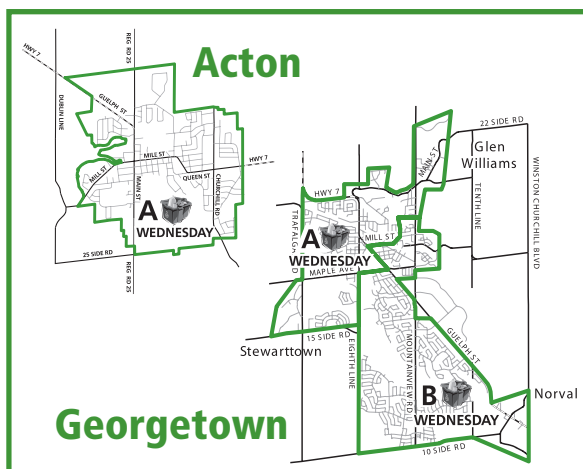 Acton
HWY 7
REG RD 25
DUBLIN LINE
GUELPH ST
MILL ST
MILL ST
MAIN ST
QUEEN ST
CHURCHILL RD
HWY 7
A
WEDNESDAY
25 SIDE RD
REG RD 25
22 SIDE RD
Glen
Williams
MAIN ST
TENTH LINE
WINSTON CHURCHILL BLVD
HWY 7
MILL ST
A
WEDNESDAY
MAPLE AVE
15 SIDE RD
Stewarttown
EIGHTH LINE
MOUNTAINVIEW RD
GUELPH ST
B
WEDNESDAY
Norval
10 SIDE RD
Georgetown